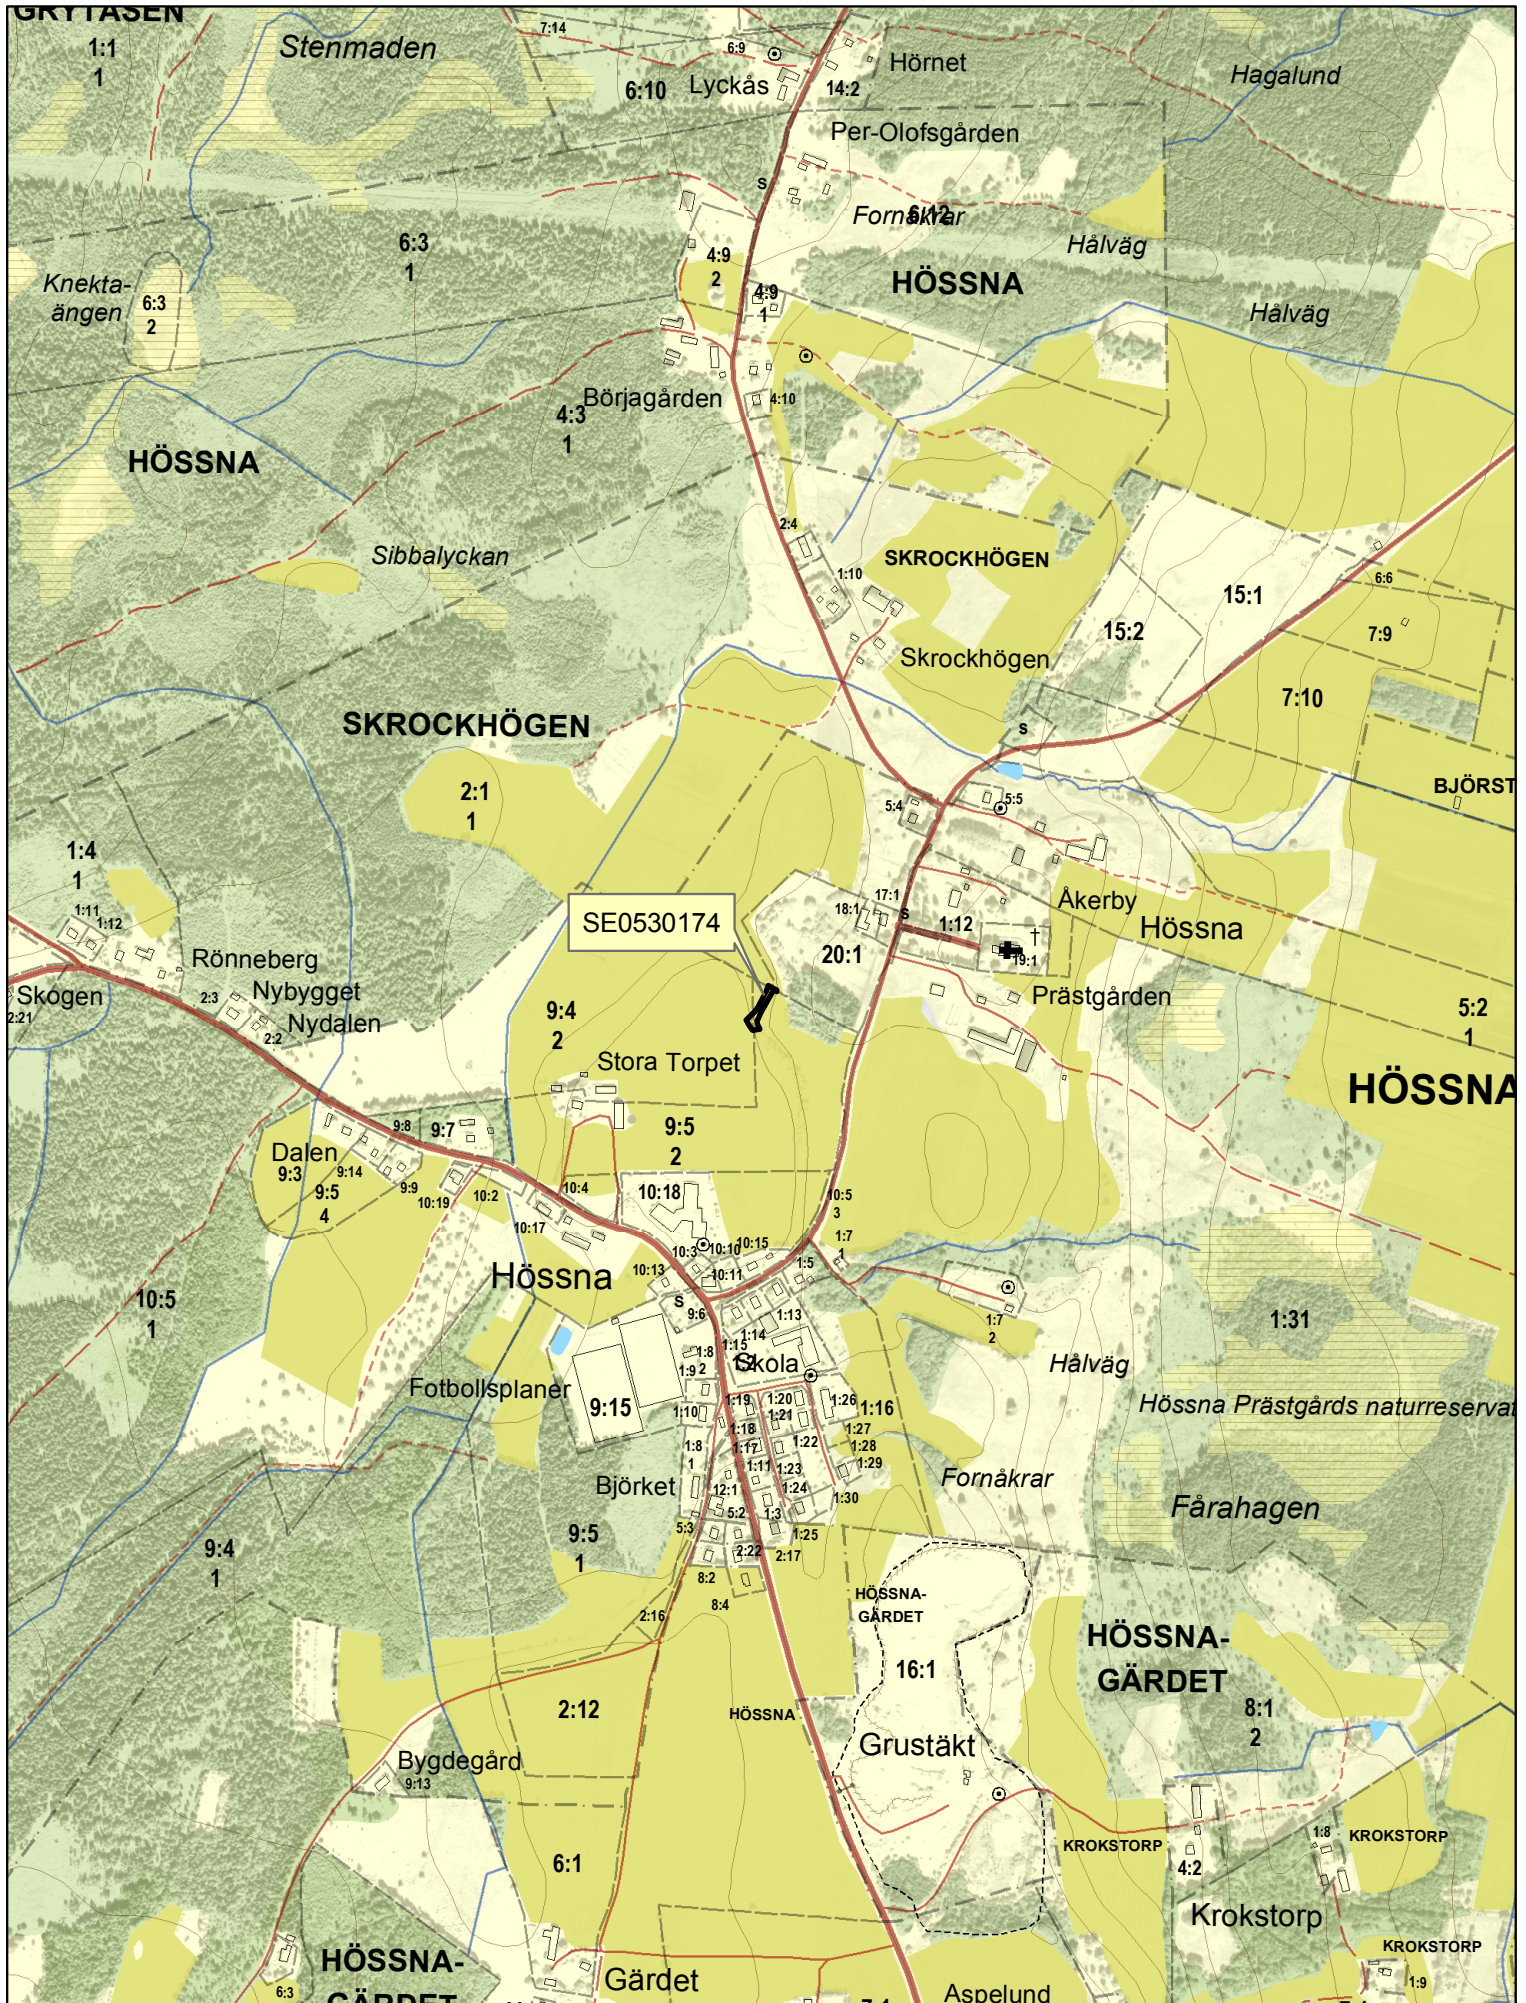 GRYTÅSEN
1:1
1
Stenmaden
7:14
6:9
6:10
Lyckås
14:2
Hörnet
Hagalund
Per-Olofsgården
S
Fornåkrar
6:12
Hålväg
6:3
1
4:9
2
HÖSSNA
Knekta-
ängen
6:3
2
4:9
1
Hålväg
Börjagården
4:10
4:3
1
HÖSSNA
2:4
Sibbalyckan
SKROCKHÖGEN
1:10
6:6
15:1
15:2
7:9
Skrockhögen
7:10
SKROCKHÖGEN
S
2:1
1
BJÖRST
5:4
5:5
1:4
1
1:11
1:12
SE0530174
17:1
18:1
S
1:12
Åkerby
Hössna
20:1
19:1
Rönneberg
Skogen
2:21
2:3
Nybygget
Nydalen
2:2
Prästgården
9:4
2
5:2
1
Stora Torpet
HÖSSNA
9:8
9:7
9:5
2
Dalen
9:3
9:14
9:5
4
9:9
10:19
10:2
10:4
10:18
10:5
3
10:17
1:7
1
10:3
10:10
10:15
10:13
10:11
1:5
Hössna
S
9:6
10:5
1
1:13
1:7
2
1:31
1:14
1:15
1:8
2
1:2
Skola
1:9
Hålväg
Fotbollsplaner
9:15
1:19
1:20
1:26
1:16
Hössna Prästgårds naturreservat
1:10
1:21
1:18
1:27
1:17
1:22
1:28
1:8
1
1:11
1:23
1:29
Björket
12:1
1:24
1:30
Fornåkrar
Fårahagen
5:2
1:3
5:3
1:25
9:5
1
9:4
1
2:22
2:17
8:2
8:4
HÖSSNA-
GÄRDET
2:16
HÖSSNA-
GÄRDET
16:1
2:12
HÖSSNA
8:1
2
Grustäkt
Bygdegård
9:13
KROKSTORP
1:8
KROKSTORP
4:2
6:1
Krokstorp
KROKSTORP
HÖSSNA-
GÄRDET
6:3
Gärdet
1:9
Aspelund
7:1